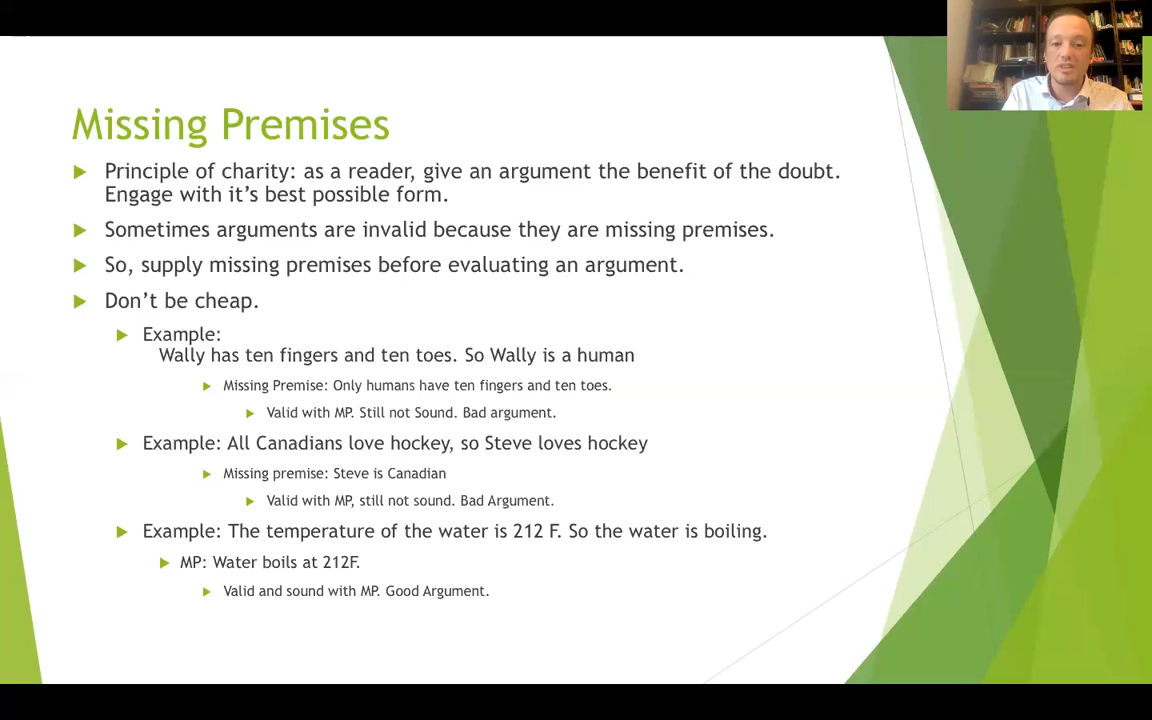 Missing Premises
Principle of charity: as a reader, give an argument the benefit of the doubt.
Engage with it's best possible form.
Sometimes arguments are invalid because they are missing premises.
So, supply missing premises before evaluating an argument.
Don't be cheap.
Example:
Wally has ten fingers and ten toes. So Wally is a human
Missing Premise: Only humans have ten fingers and ten toes.
Valid with MP. Still not Sound. Bad argument.
Example: All Canadians love hockey, so Steve loves hockey
Missing premise: Steve is Canadian
Valid with MP, still not sound. Bad Argument.
Example: The temperature of the water is 212 F. So the water is boiling.
MP: Water boils at 212F.
Valid and sound with MP. Good Argument.